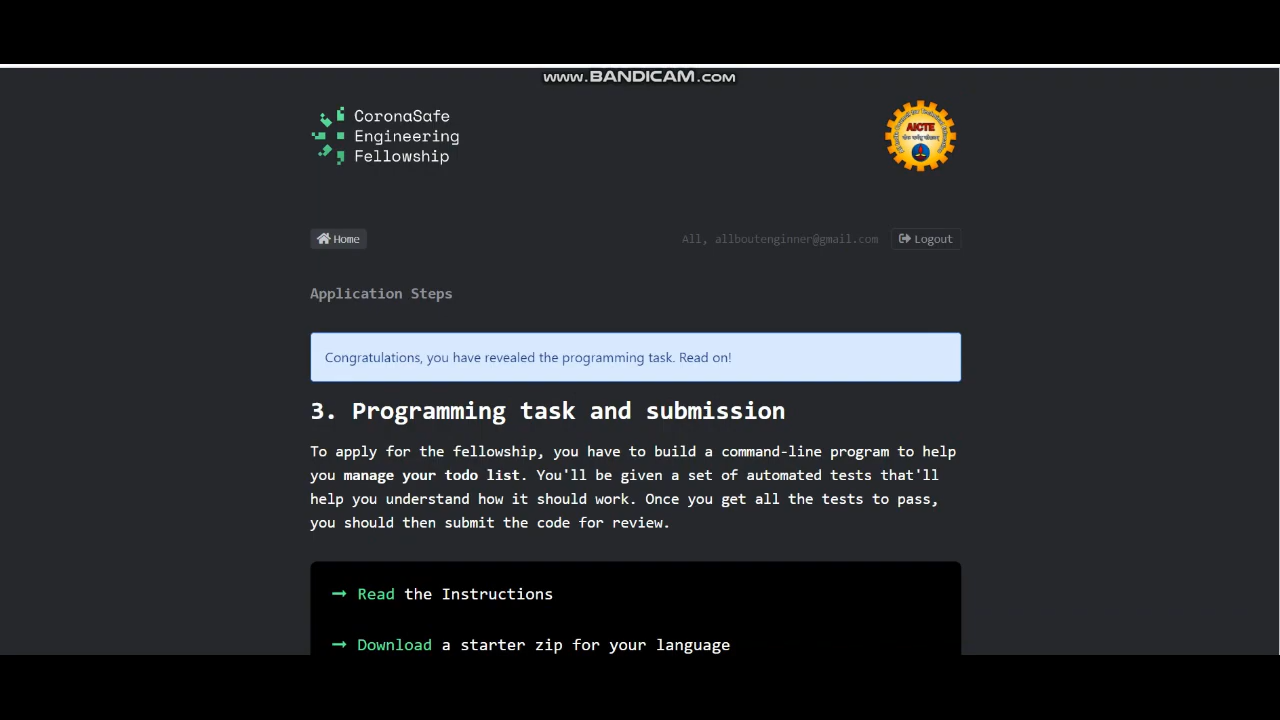 www.BANDICAM.com
CoronaSafe
Engineering
Fellowship
AICTE
Home
All, allboutenginner@gmail.com
Logout
Application Steps
Congratulations, you have revealed the programming task. Read on!
3. Programming task and submission
To apply for the fellowship, you have to build a command-line program to help
you manage your todo list. You'll be given a set of automated tests that'll
help you understand how it should work. Once you get all the tests to pass,
you should then submit the code for review.
→ Read the Instructions
→ Download a starter zip for your language